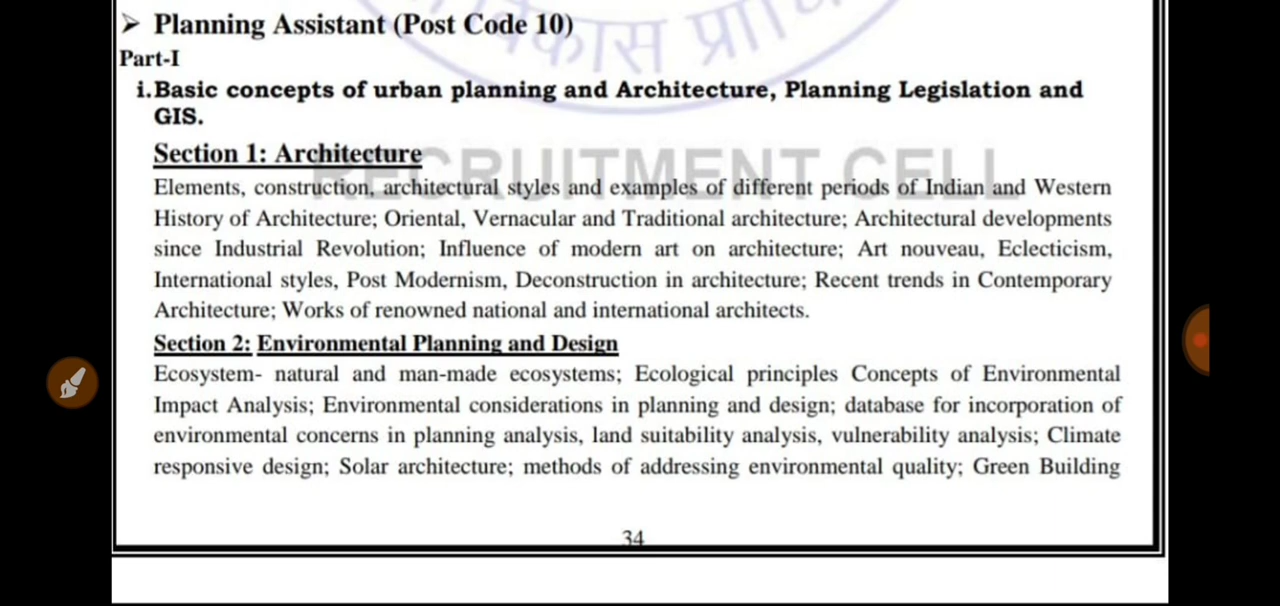 ➢ Planning Assistant (Post Code 10)
विकास प्रा
Part-I
i.Basic concepts of urban planning and Architecture, Planning Legislation and
GIS.
RECRUITMENT CELL
Section 1: Architecture
Elements, construction, architectural styles and examples of different periods of Indian and Western
History of Architecture; Oriental, Vernacular and Traditional architecture; Architectural developments
since Industrial Revolution; Influence of modern art on architecture; Art nouveau, Eclecticism,
International styles, Post Modernism, Deconstruction in architecture; Recent trends in Contemporary
Architecture; Works of renowned national and international architects.
Section 2: Environmental Planning and Design
Ecosystem- natural and man-made ecosystems; Ecological principles Concepts of Environmental
Impact Analysis; Environmental considerations in planning and design; database for incorporation of
environmental concerns in planning analysis, land suitability analysis, vulnerability analysis; Climate
responsive design; Solar architecture; methods of addressing environmental quality; Green Building
34